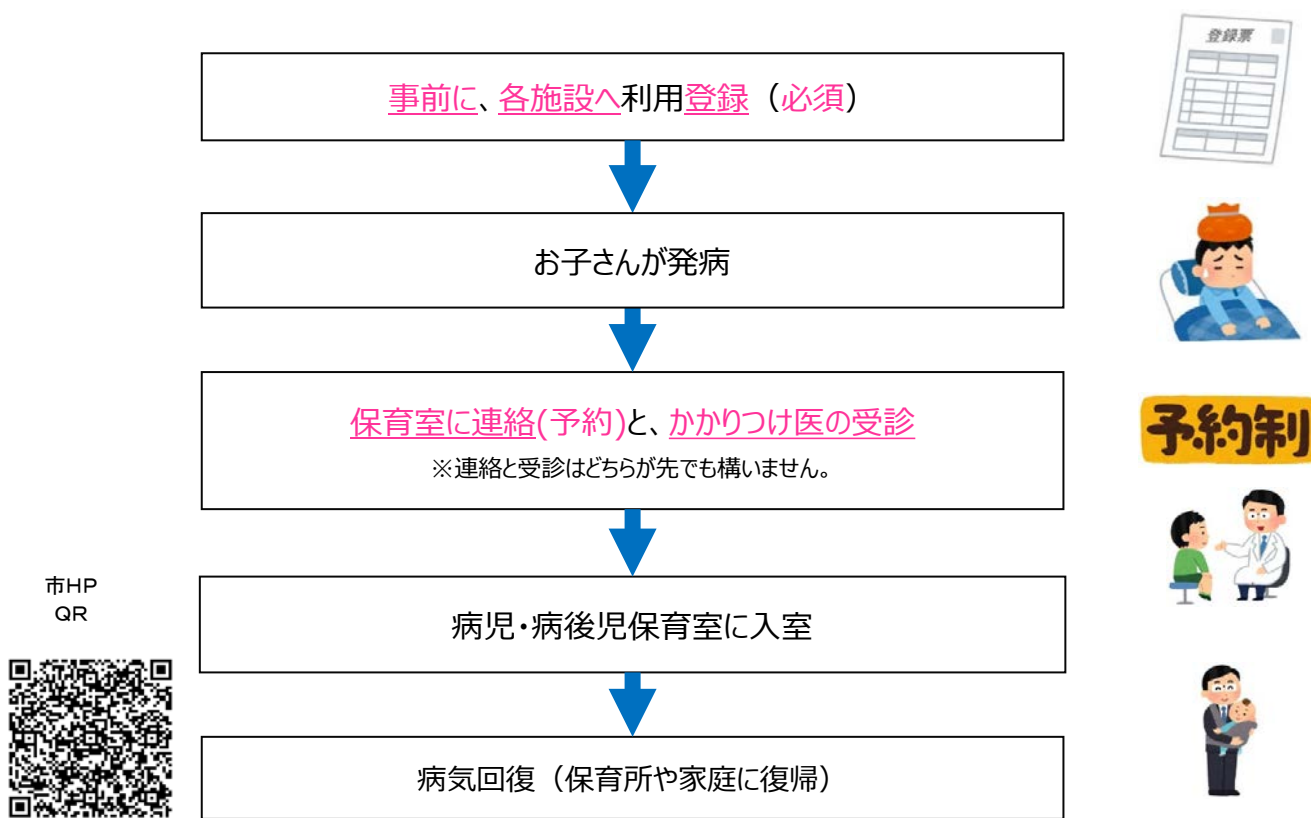 登録票
事前に、各施設へ利用登録（必須）
お子さんが発病
保育室に連絡(予約)と、かかりつけ医の受診
※連絡と受診はどちらが先でも構いません。
予約制
市HP
QR
病児・病後児保育室に入室
病気回復（保育所や家庭に復帰）